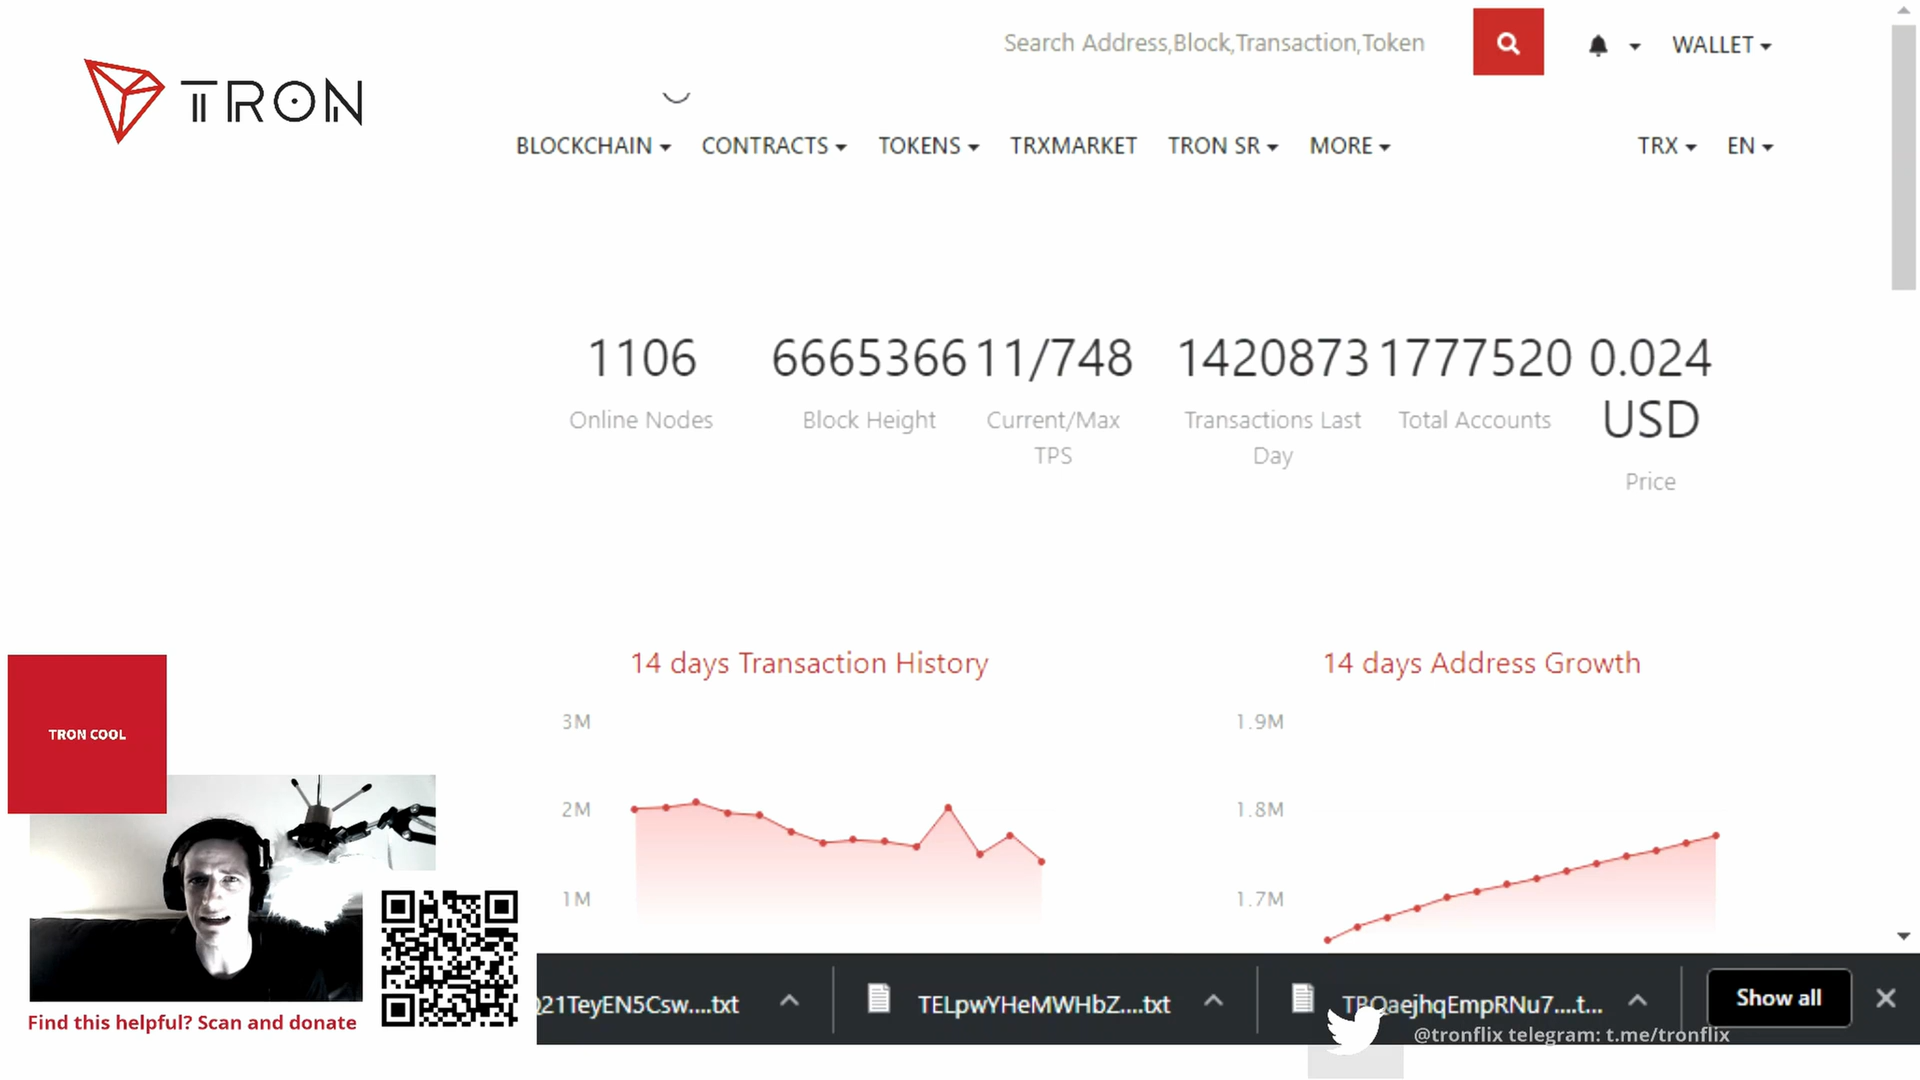 Search Address,Block,Transaction,Token
WALLET
TRON
BLOCKCHAIN CONTRACTS TOKENS TRXMARKET TRON SR MORE TRX EN
1106 6665366 11/748 1420873 1777520 0.024
USD
Online Nodes Block Height Current/Max Transactions Last Total Accounts
TPS Day
Price
14 days Transaction History 14 days Address Growth
3M 1.9M
2M 1.8M
1M 1.7M
TRON COOL
Find this helpful? Scan and donate
21TeyEN5Csw....txt TELpwYHeMWHbZ....txt Show all
@tronflix telegram: t.me/tronflix